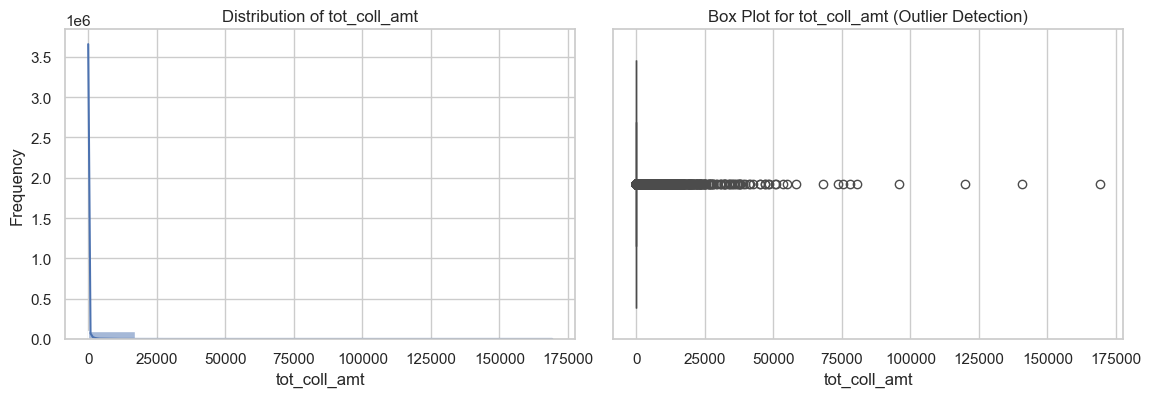 Distribution of tot_coll_amt
1e6
3.5
3.0
2.5
2.0
1.5
1.0
0.5
0.0
Frequency
0 25000 50000 75000 100000 125000 150000 175000
tot_coll_amt
Box Plot for tot_coll_amt (Outlier Detection)
0 25000 50000 75000 100000 125000 150000 175000
tot_coll_amt